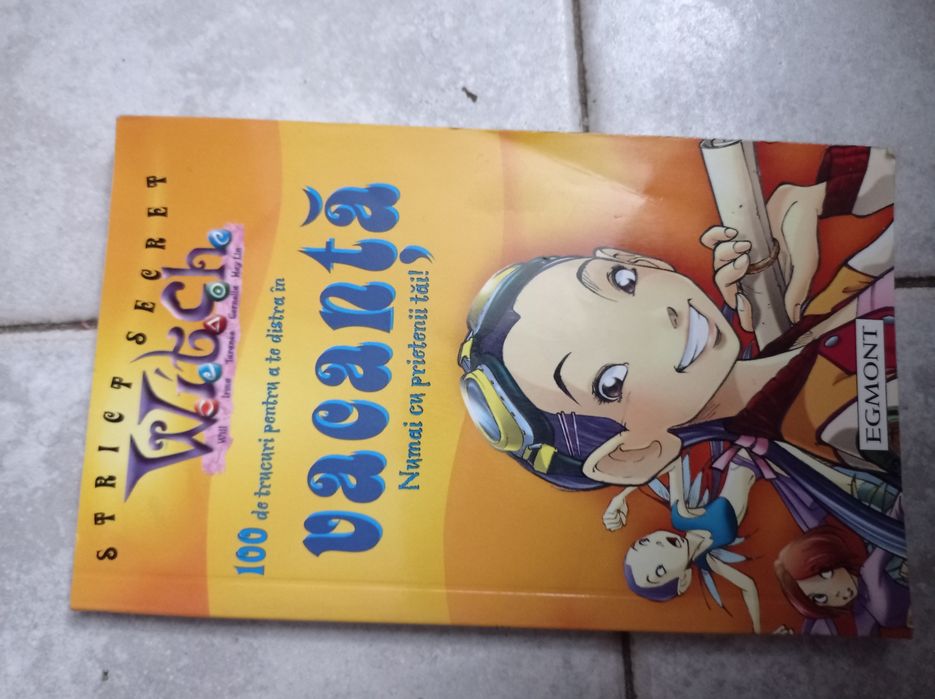 STRICT SECRET
Witch
Will Irma Taranee Cornelia Hay Lin
100 de trucuri pentru a te distra în
vacanță
Numai cu prietenii tăi!
EGMONT